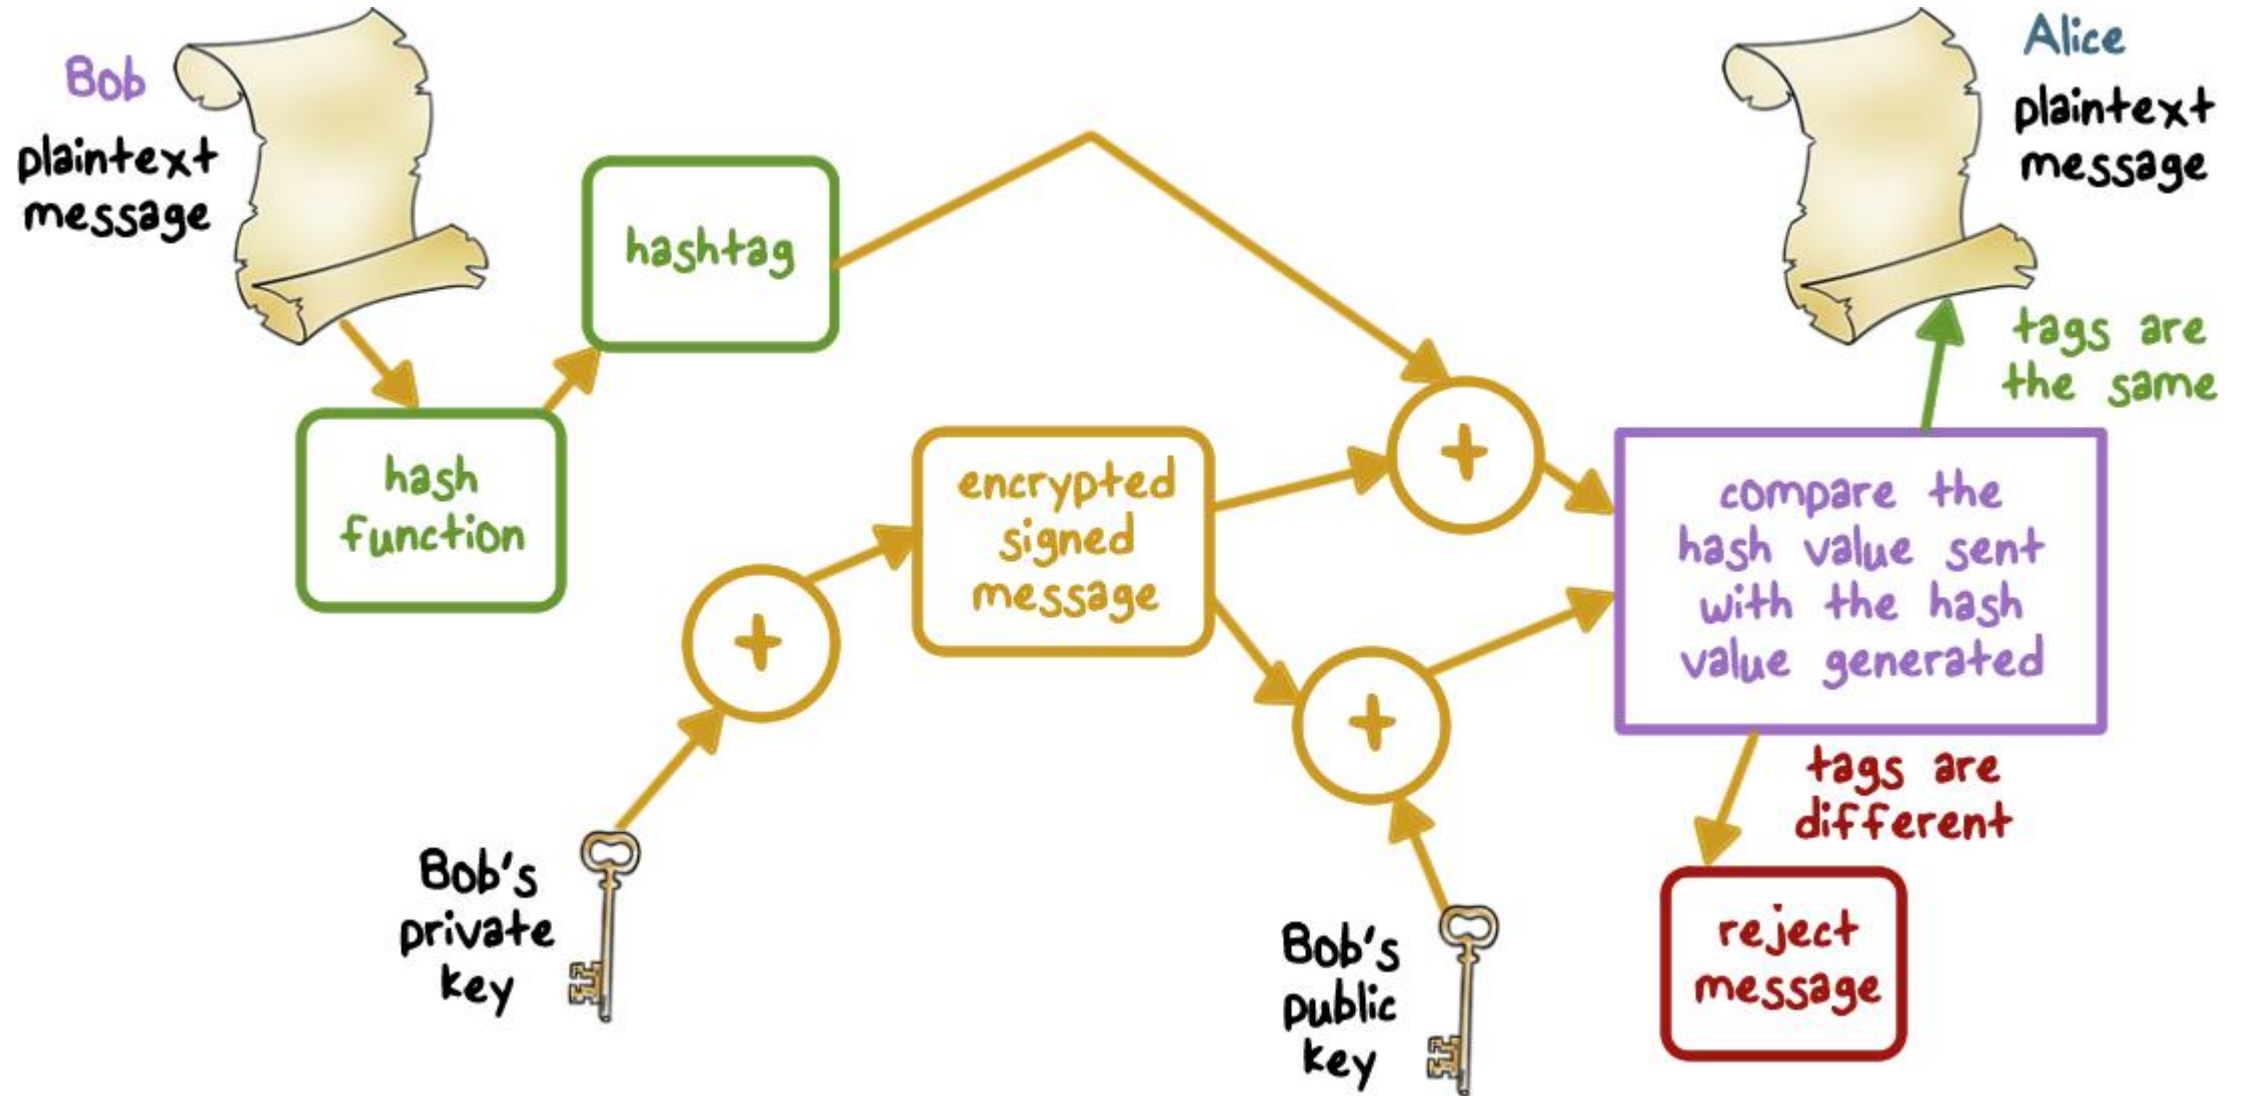 Bob
plaintext
message
hashtag
hash
function
+
Bob's
private
key
encrypted
signed
message
+
+
Bob's
public
key
compare the
hash value sent
with the hash
value generated
tags are
the same
Alice
plaintext
message
tags are
different
reject
message